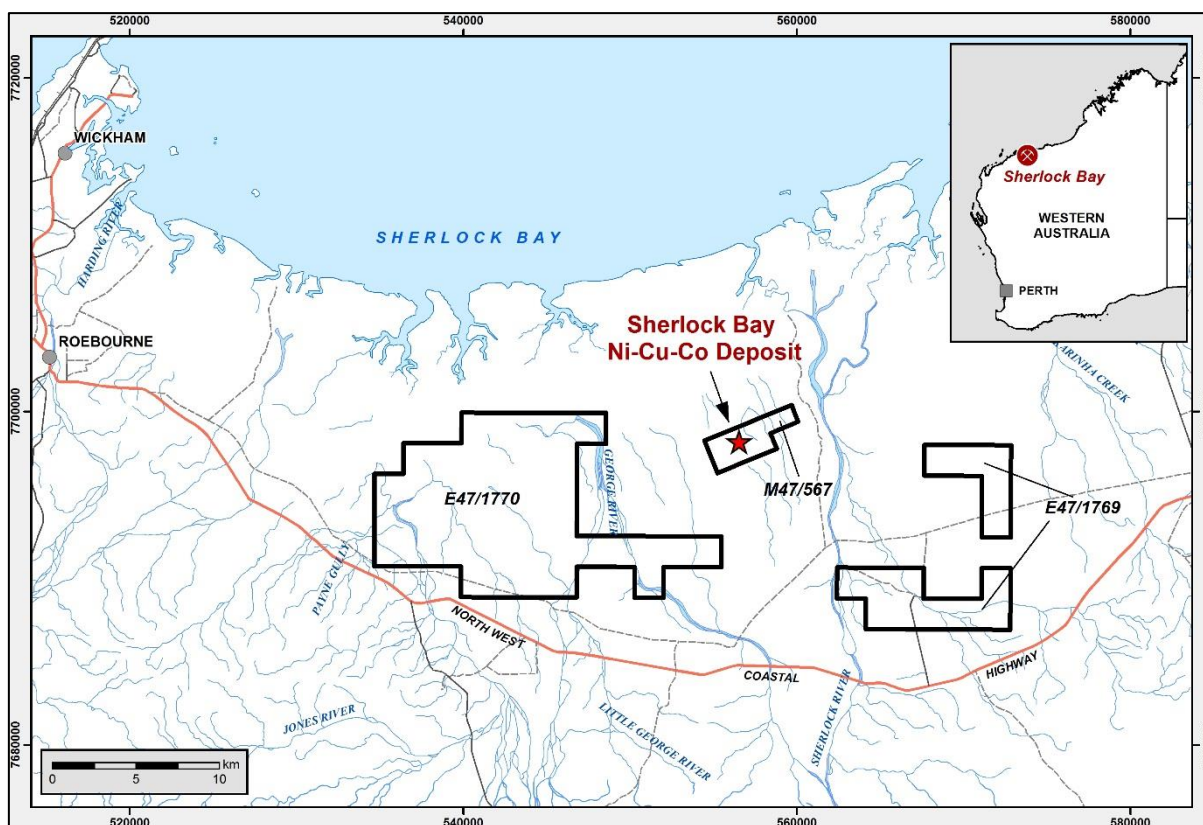 520000
540000
560000
580000
7720000
7700000
7680000
WICKHAM
HARDING RIVER
ROEBOURNE
SHERLOCK BAY
Sherlock Bay
Ni-Cu-Co Deposit
M47/567
E47/1770
GEORGE RIVER
E47/1769
PAYNE GULLY
NORTH WEST
COASTAL
HIGHWAY
JONES RIVER
LITTLE GEORGE RIVER
SHERLOCK RIVER
CREEK
Sherlock Bay
WESTERN
AUSTRALIA
PERTH
km
0 5 10
520000
540000
560000
580000